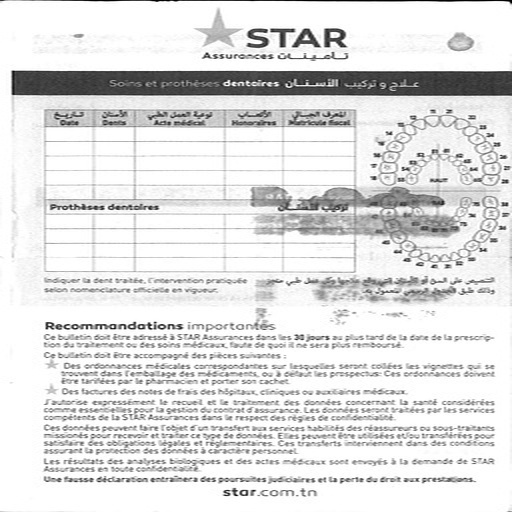 STAR
Assurances تأمينات
Soins et prothèses dentaires علاج و تركيب الأسنان
تاريخ الأسنان نوعية العمل الطبي الأتعاب المعرف الجبائي
Date Dents Acte médical Honoraires Matricule fiscal
HAUT
Prothèses dentaires تركيب الأسنان
Indiquer la dent traitée, l'intervention pratiquée
selon nomenclature officielle en vigueur.
Recommandations importantes
Ce bulletin doit être adressé à STAR Assurances dans les 30 jours au plus tard de la date de la prescrip-
tion du traitement ou des soins médicaux, faute de quoi il ne sera plus remboursé.
Ce bulletin doit être accompagné des pièces suivantes :
Des ordonnances médicales correspondantes sur lesquelles seront collées les vignettes qui se
trouvent dans l'emballage des médicaments, ou à défaut les prospectus: Ces ordonnances doivent
être tarifées par le pharmacien et porter son cachet.
Des factures des notes de frais des hôpitaux, cliniques ou auxiliaires médicaux.
J'autorise expressément le recueil et le traitement des données concernant la santé considérées
comme essentielles pour la gestion du contrat d'assurance. Les données seront traitées par les services
compétents de la STAR Assurances dans le respect des règles de confidentialité.
Ces données peuvent faire l'objet d'un transfert aux services habilités des réassureurs ou sous-traitants
missionnés pour recevoir et traiter ce type de données. Elles peuvent être utilisées et/ou transférées pour
satisfaire des obligations légales et réglementaires. Ces transferts interviennent dans des conditions
assurant la protection des données à caractère personnel.
Les résultats des analyses biologiques et des actes médicaux sont envoyés à la demande de STAR
Assurances en toute confidentialité.
Une fausse déclaration entraînera des poursuites judiciaires et la perte du droit aux prestations.
star.com.tn